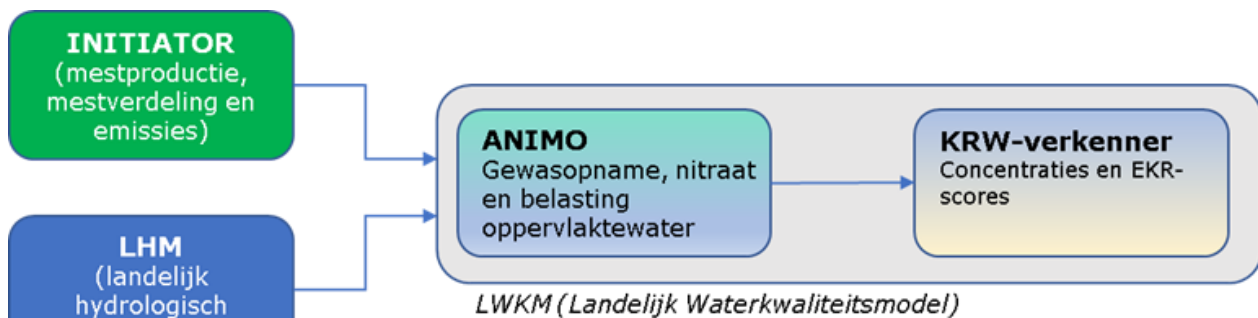 INITIATOR
(mestproductie,
mestverdeling en
emissies)
ANIMO
Gewasopname, nitraat
en belasting
oppervlaktewater
KRW-verkenner
Concentraties en EKR-
scores
LHM
(landelijk
hydrologisch
LWKM (Landelijk Waterkwaliteitsmodel)